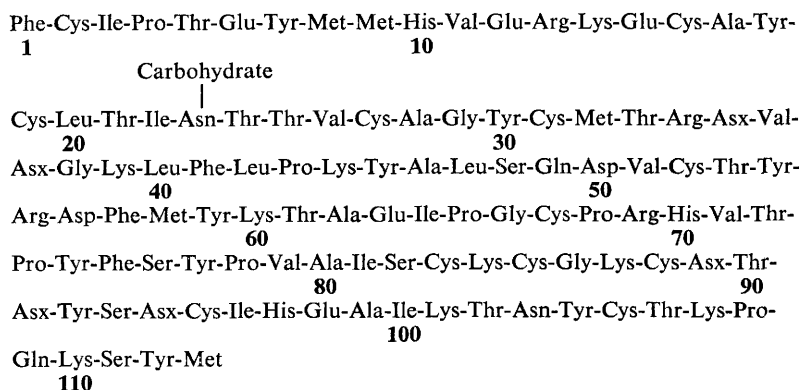 Phe-Cys-Ile-Pro-Thr-Glu-Tyr-Met-Met-His-Val-Glu-Arg-Lys-Glu-Cys-Ala-Tyr-
1 10
Carbohydrate
Cys-Leu-Thr-Ile-Asn-Thr-Thr-Val-Cys-Ala-Gly-Tyr-Cys-Met-Thr-Arg-Asx-Val-
20 30
Asx-Gly-Lys-Leu-Phe-Leu-Pro-Lys-Tyr-Ala-Leu-Ser-Gln-Asp-Val-Cys-Thr-Tyr-
40 50
Arg-Asp-Phe-Met-Tyr-Lys-Thr-Ala-Glu-Ile-Pro-Gly-Cys-Pro-Arg-His-Val-Thr-
60 70
Pro-Tyr-Phe-Ser-Tyr-Pro-Val-Ala-Ile-Ser-Cys-Lys-Cys-Gly-Lys-Cys-Asx-Thr-
80 90
Asx-Tyr-Ser-Asx-Cys-Ile-His-Glu-Ala-Ile-Lys-Thr-Asn-Tyr-Cys-Thr-Lys-Pro-
100
Gln-Lys-Ser-Tyr-Met
110